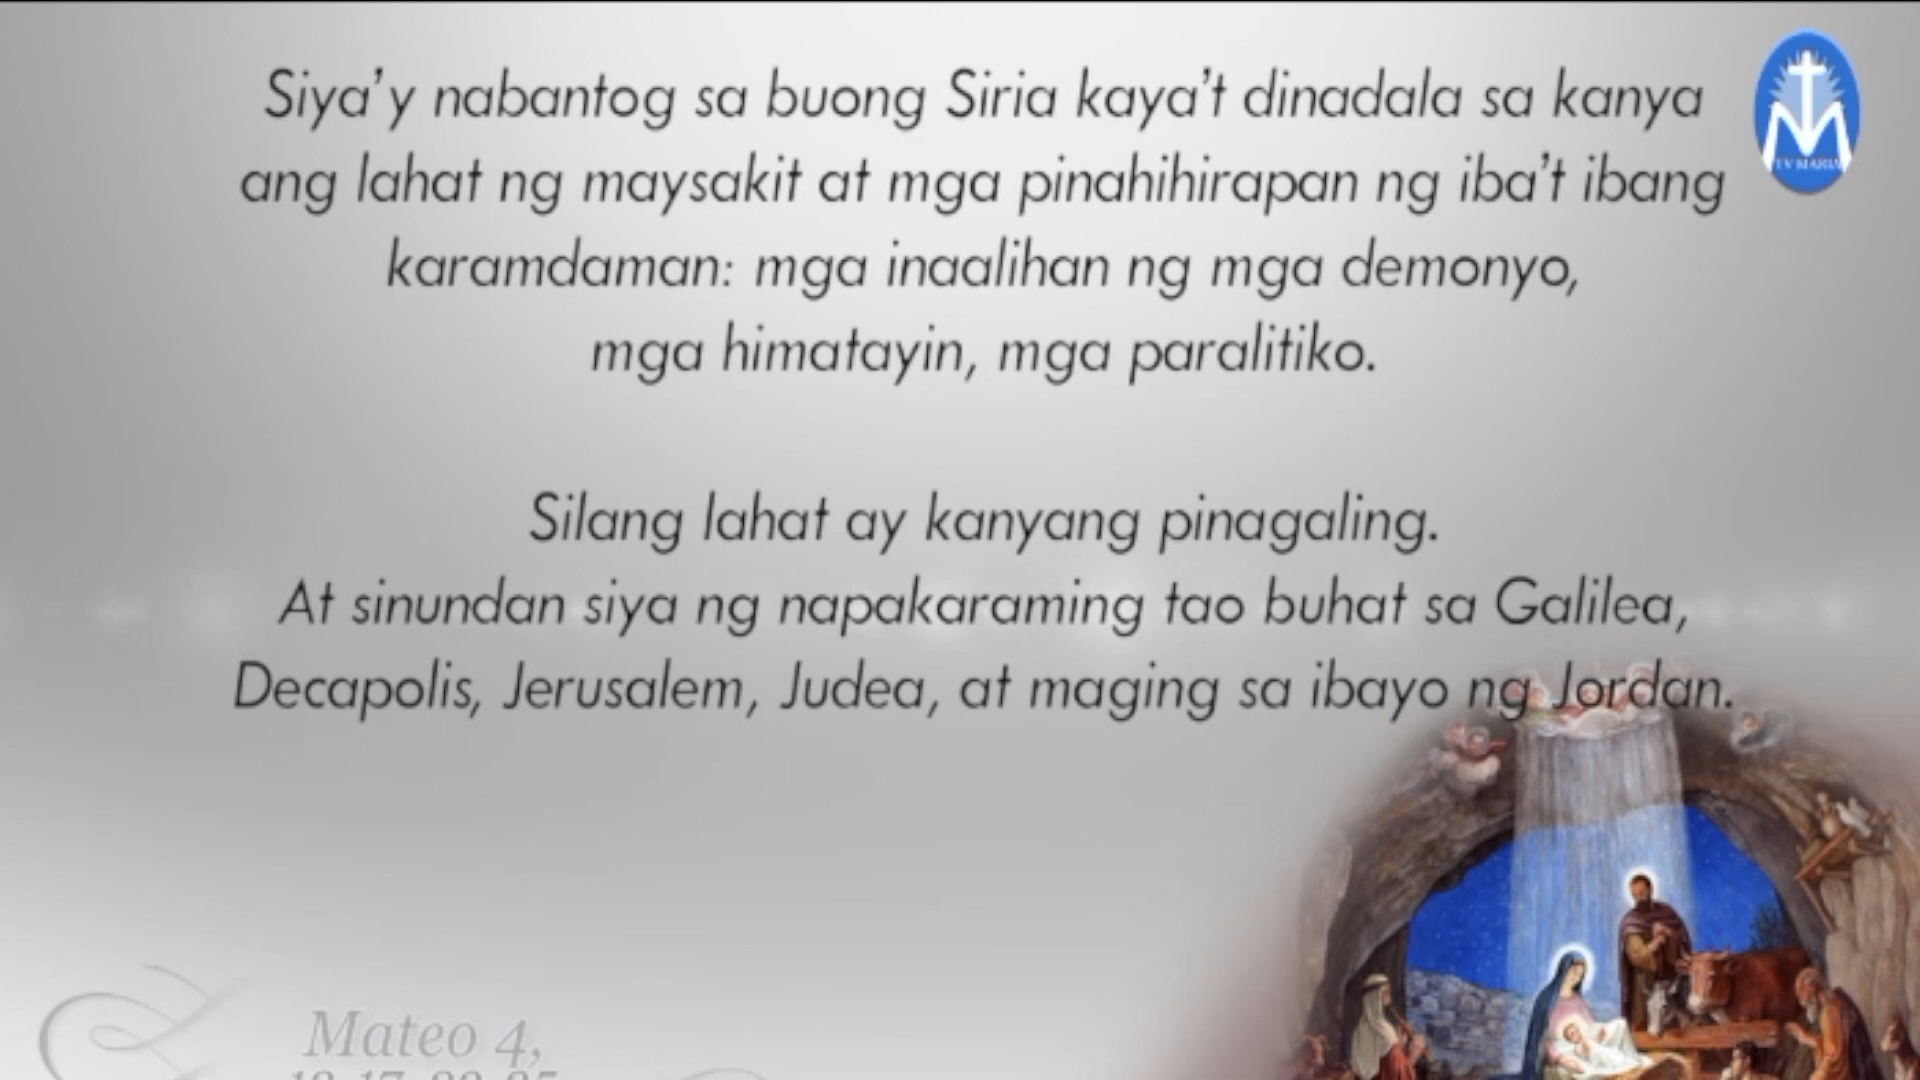 Siya'y nabantog sa buong Siria kaya't dinadala sa kanya
ang lahat ng maysakit at mga pinahihirapan ng iba't ibang
karamdaman: mga inaalihan ng mga demonyo,
mga himatayin, mga paralitiko.
Silang lahat ay kanyang pinagaling.
At sinundan siya ng napakaraming tao buhat sa Galilea,
Decapolis, Jerusalem, Judea, at maging sa ibayo ng Jordan.
TV MARIA
Mateo 4,